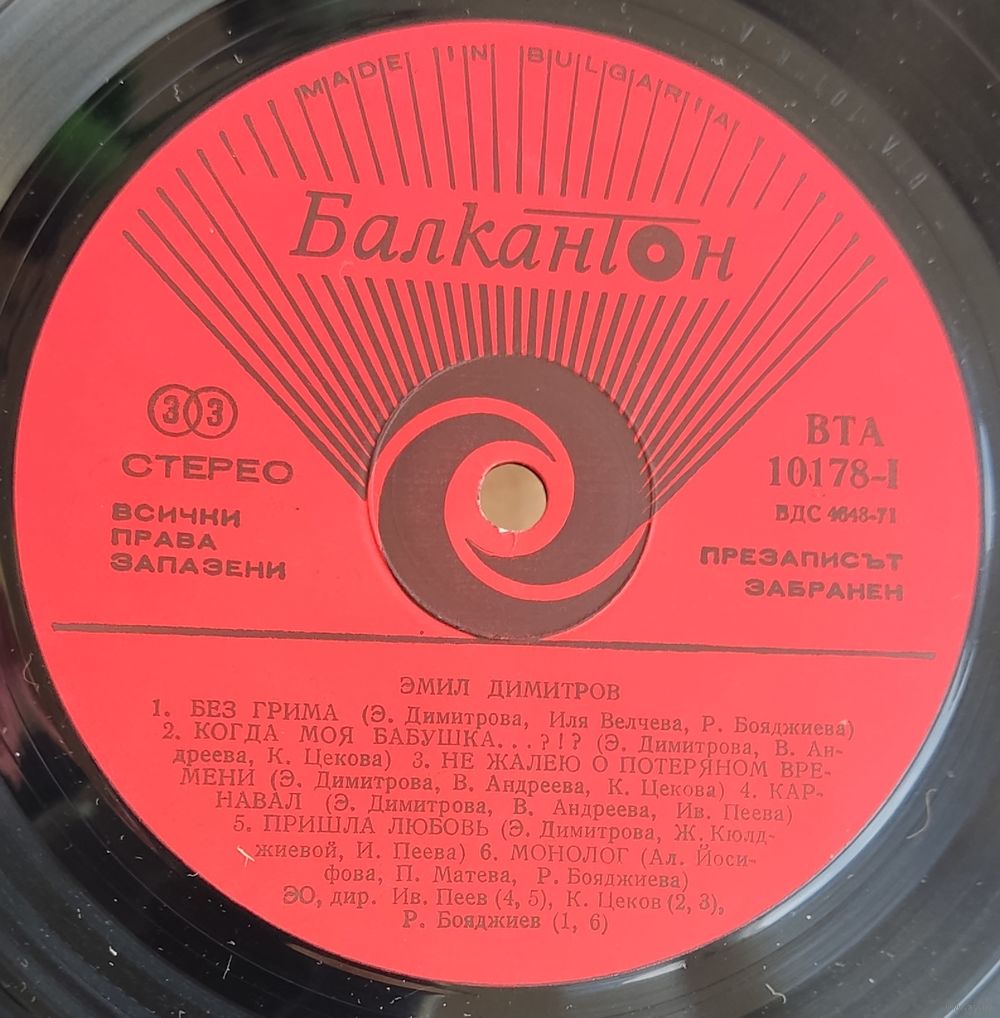 MADE IN BULGARIA
Балкантон
33
СТЕРЕО
ВСИЧКИ
ПРАВА
ЗАПАЗЕНИ
ВТА
10178-I
ВДС 4648-71
ПРЕЗАПИСЪТ
ЗАБРАНЕН
ЭМИЛ ДИМИТРОВ
1. БЕЗ ГРИМА (Э. Димитрова, Иля Велчева, Р. Бояджиева)
2. КОГДА МОЯ БАБУШКА...?!? (Э. Димитрова, В. Ан-
дреева, К. Цекова) 3. НЕ ЖАЛЕЮ О ПОТЕРЯНОМ ВРЕ-
МЕНИ (Э. Димитрова, В. Андреева, К. Цекова) 4. КАР-
НАВАЛ (Э. Димитрова, В. Андреева, Ив. Пеева)
5. ПРИШЛА ЛЮБОВЬ (Э. Димитрова, Ж. Кюлд-
жиевой, И. Пеева) 6. МОНОЛОГ (Ал. Йоси-
фова, П. Матева, Р. Бояджиева)
ЭО, дир. Ив. Пеев (4, 5), К. Цеков (2, 3),
Р. Бояджиев (1, 6)